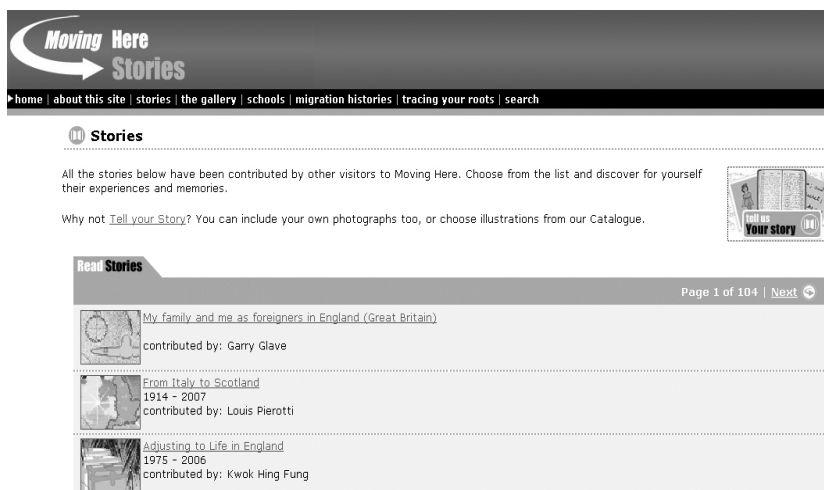 Moving Here
Stories
home | about this site | stories | the gallery | schools | migration histories | tracing your roots | search
Stories
All the stories below have been contributed by other visitors to Moving Here. Choose from the list and discover for yourself
their experiences and memories.
Why not Tell your Story? You can include your own photographs too, or choose illustrations from our Catalogue.
tell us
Your story
Read Stories
Page 1 of 104 | Next
My family and me as foreigners in England (Great Britain)
contributed by: Garry Glave
From Italy to Scotland
1914 - 2007
contributed by: Louis Pierotti
Adjusting to Life in England
1975 - 2006
contributed by: Kwok Hing Fung